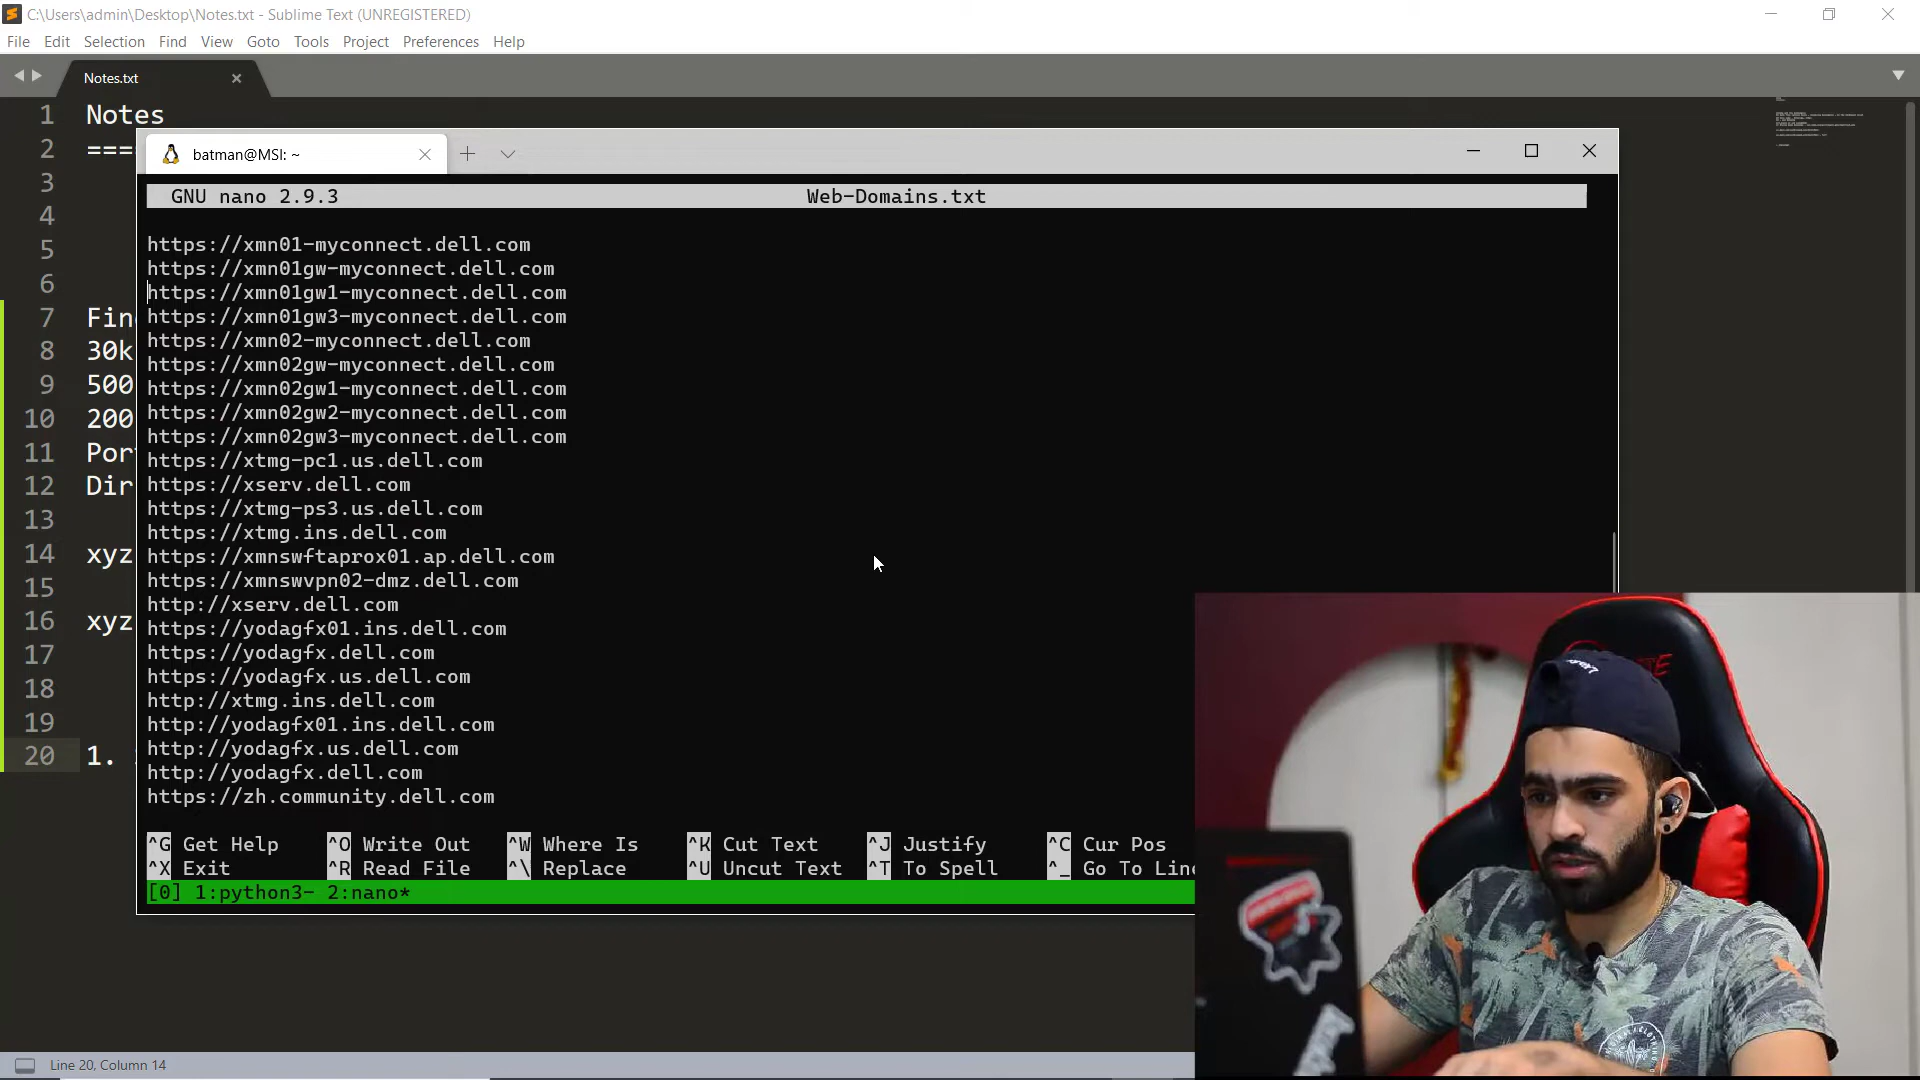 C:\Users\admin\Desktop\Notes.txt - Sublime Text (UNREGISTERED)
File Edit Selection Find View Goto Tools Project Preferences Help
Notes.txt
1 Notes
2 ====
3
4
5
6
7 Fin
8 30k
9 500
10 200
11 Por
12 Dir
13
14 xyz
15
16 xyz
17
18
19
20 1.
batman@MSI: ~
GNU nano 2.9.3 Web-Domains.txt
https://xmn01-myconnect.dell.com
https://xmn01gw-myconnect.dell.com
https://xmn01gw1-myconnect.dell.com
https://xmn01gw3-myconnect.dell.com
https://xmn02-myconnect.dell.com
https://xmn02gw-myconnect.dell.com
https://xmn02gw1-myconnect.dell.com
https://xmn02gw2-myconnect.dell.com
https://xmn02gw3-myconnect.dell.com
https://xtmg-pc1.us.dell.com
https://xserv.dell.com
https://xtmg-ps3.us.dell.com
https://xtmg.ins.dell.com
https://xmnswftaprox01.ap.dell.com
https://xmnswvpn02-dmz.dell.com
http://xserv.dell.com
https://yodagfx01.ins.dell.com
https://yodagfx.dell.com
https://yodagfx.us.dell.com
http://xtmg.ins.dell.com
http://yodagfx01.ins.dell.com
http://yodagfx.us.dell.com
http://yodagfx.dell.com
https://zh.community.dell.com
^G Get Help ^O Write Out ^W Where Is ^K Cut Text ^J Justify ^C Cur Pos
^X Exit ^R Read File ^\ Replace ^U Uncut Text ^T To Spell ^_ Go To Lin
[0] 1:python3- 2:nano*
Line 20, Column 14